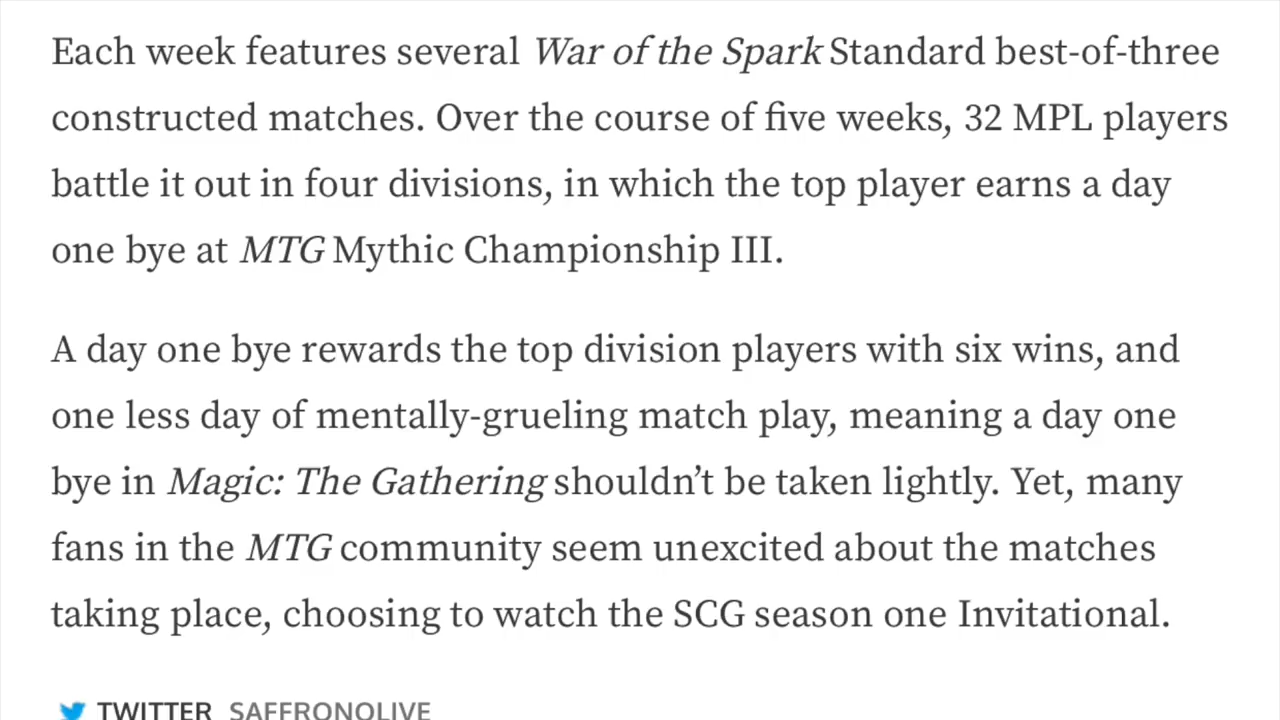 Each week features several War of the Spark Standard best-of-three
constructed matches. Over the course of five weeks, 32 MPL players
battle it out in four divisions, in which the top player earns a day
one bye at MTG Mythic Championship III.
A day one bye rewards the top division players with six wins, and
one less day of mentally-grueling match play, meaning a day one
bye in Magic: The Gathering shouldn’t be taken lightly. Yet, many
fans in the MTG community seem unexcited about the matches
taking place, choosing to watch the SCG season one Invitational.
TWITTER SAFFRONOLIVE